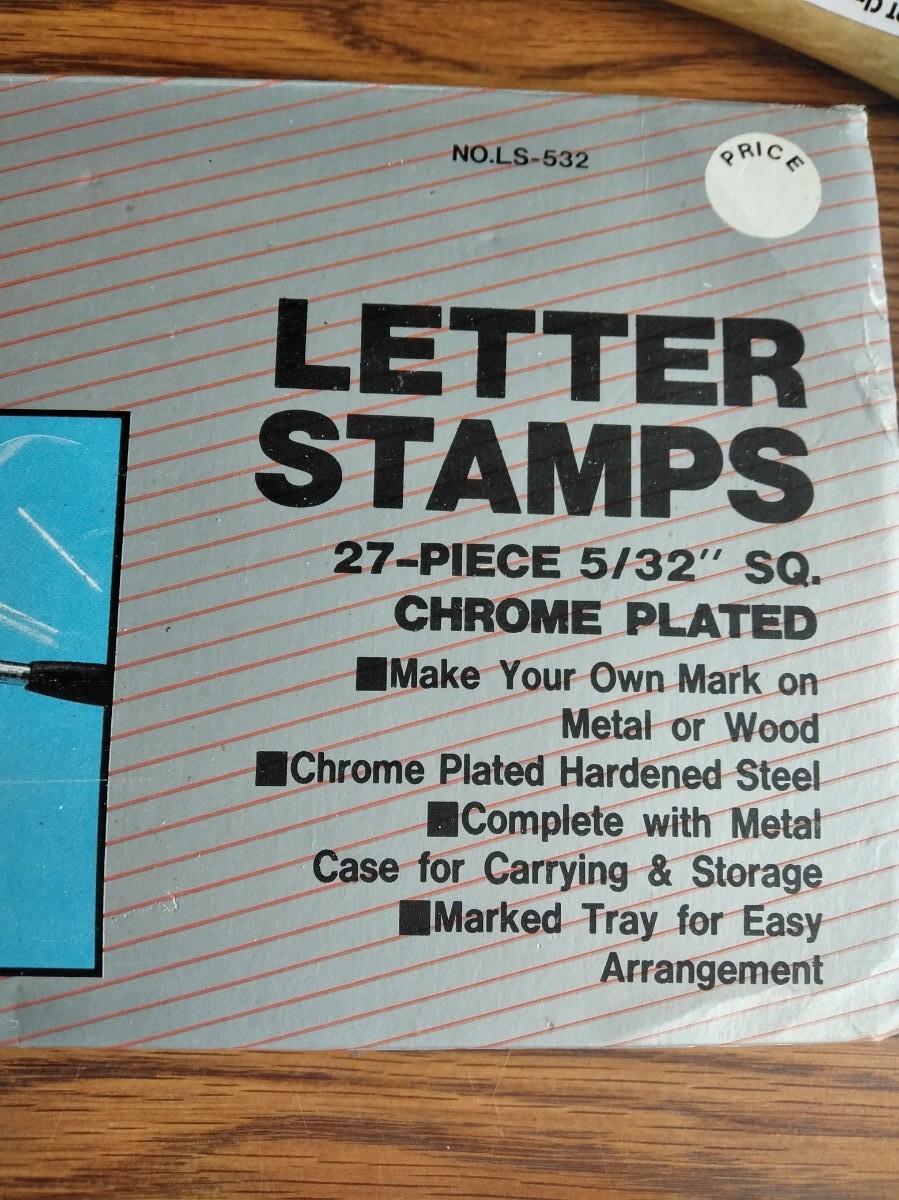 NO.LS-532
PRICE
LETTER
STAMPS
27-PIECE 5/32" SQ.
CHROME PLATED
■Make Your Own Mark on
Metal or Wood
■Chrome Plated Hardened Steel
■Complete with Metal
Case for Carrying & Storage
■Marked Tray for Easy
Arrangement